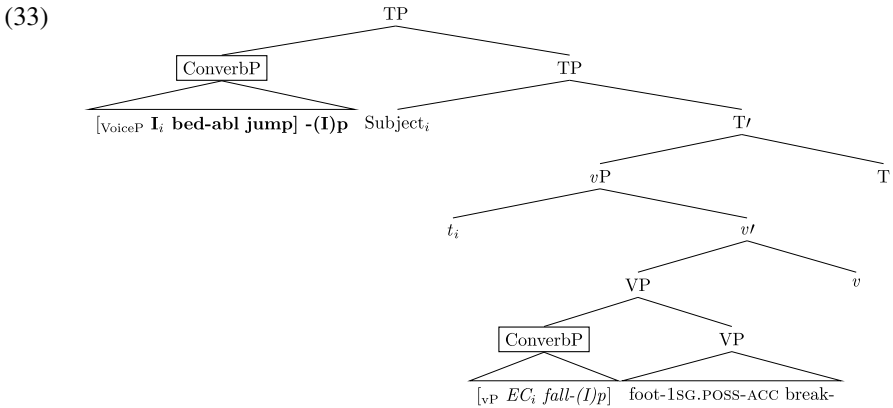 (33)
TP
ConverbP
TP
[VoiceP Iᵢ bed-abl jump] -(I)p
Subjectᵢ
T′
vP
T
tᵢ
v′
VP
v
ConverbP
VP
[vP ECᵢ fall-(I)p]
foot-1SG.POSS-ACC break-